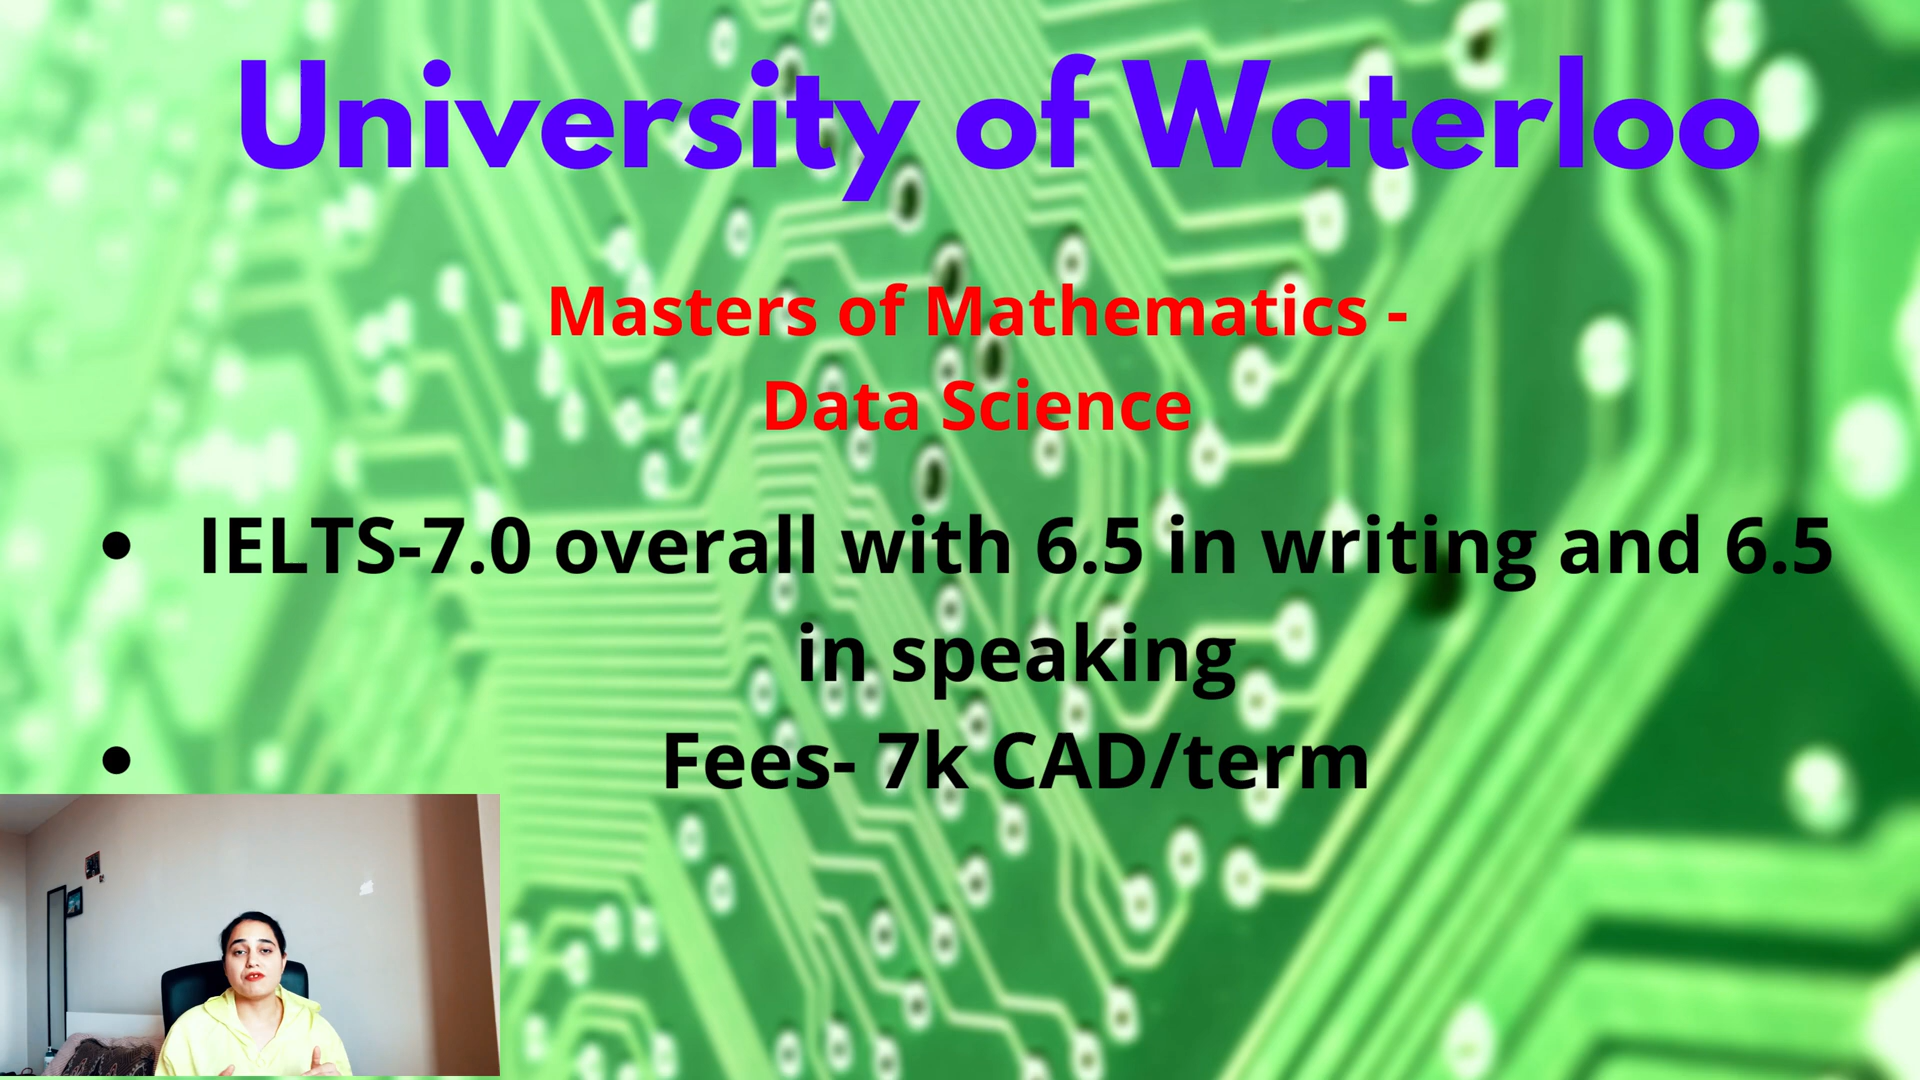 University of Waterloo
Masters of Mathematics -
Data Science
• IELTS-7.0 overall with 6.5 in writing and 6.5
in speaking
• Fees- 7k CAD/term